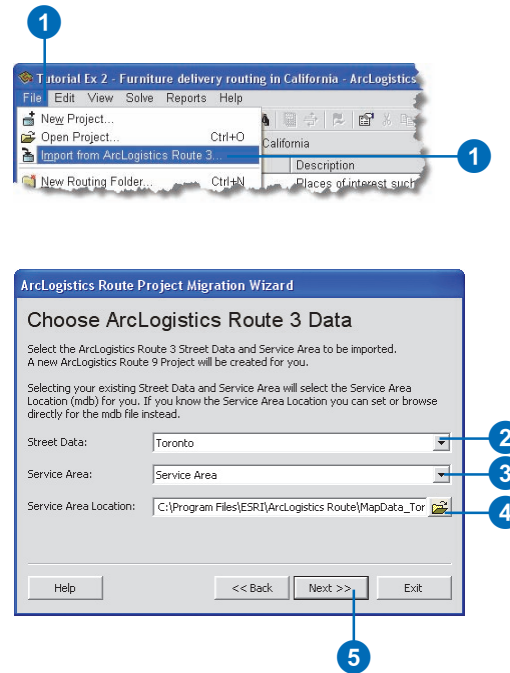 1
Tutorial Ex 2 - Furniture delivery routing in California - ArcLogistics
File Edit View Solve Reports Help
New Project...
Open Project... Ctrl+O
California
Import from ArcLogistics Route 3...
1
Description
New Routing Folder... Ctrl+N
Places of interest such
ArcLogistics Route Project Migration Wizard
Choose ArcLogistics Route 3 Data
Select the ArcLogistics Route 3 Street Data and Service Area to be imported.
A new ArcLogistics Route 9 Project will be created for you.
Selecting your existing Street Data and Service Area will select the Service Area
Location (mdb) for you. If you know the Service Area Location you can set or browse
directly for the mdb file instead.
Street Data: Toronto
2
Service Area: Service Area
3
Service Area Location: C:\Program Files\ESRI\ArcLogistics Route\MapData_Tor
4
Help << Back Next >> Exit
5